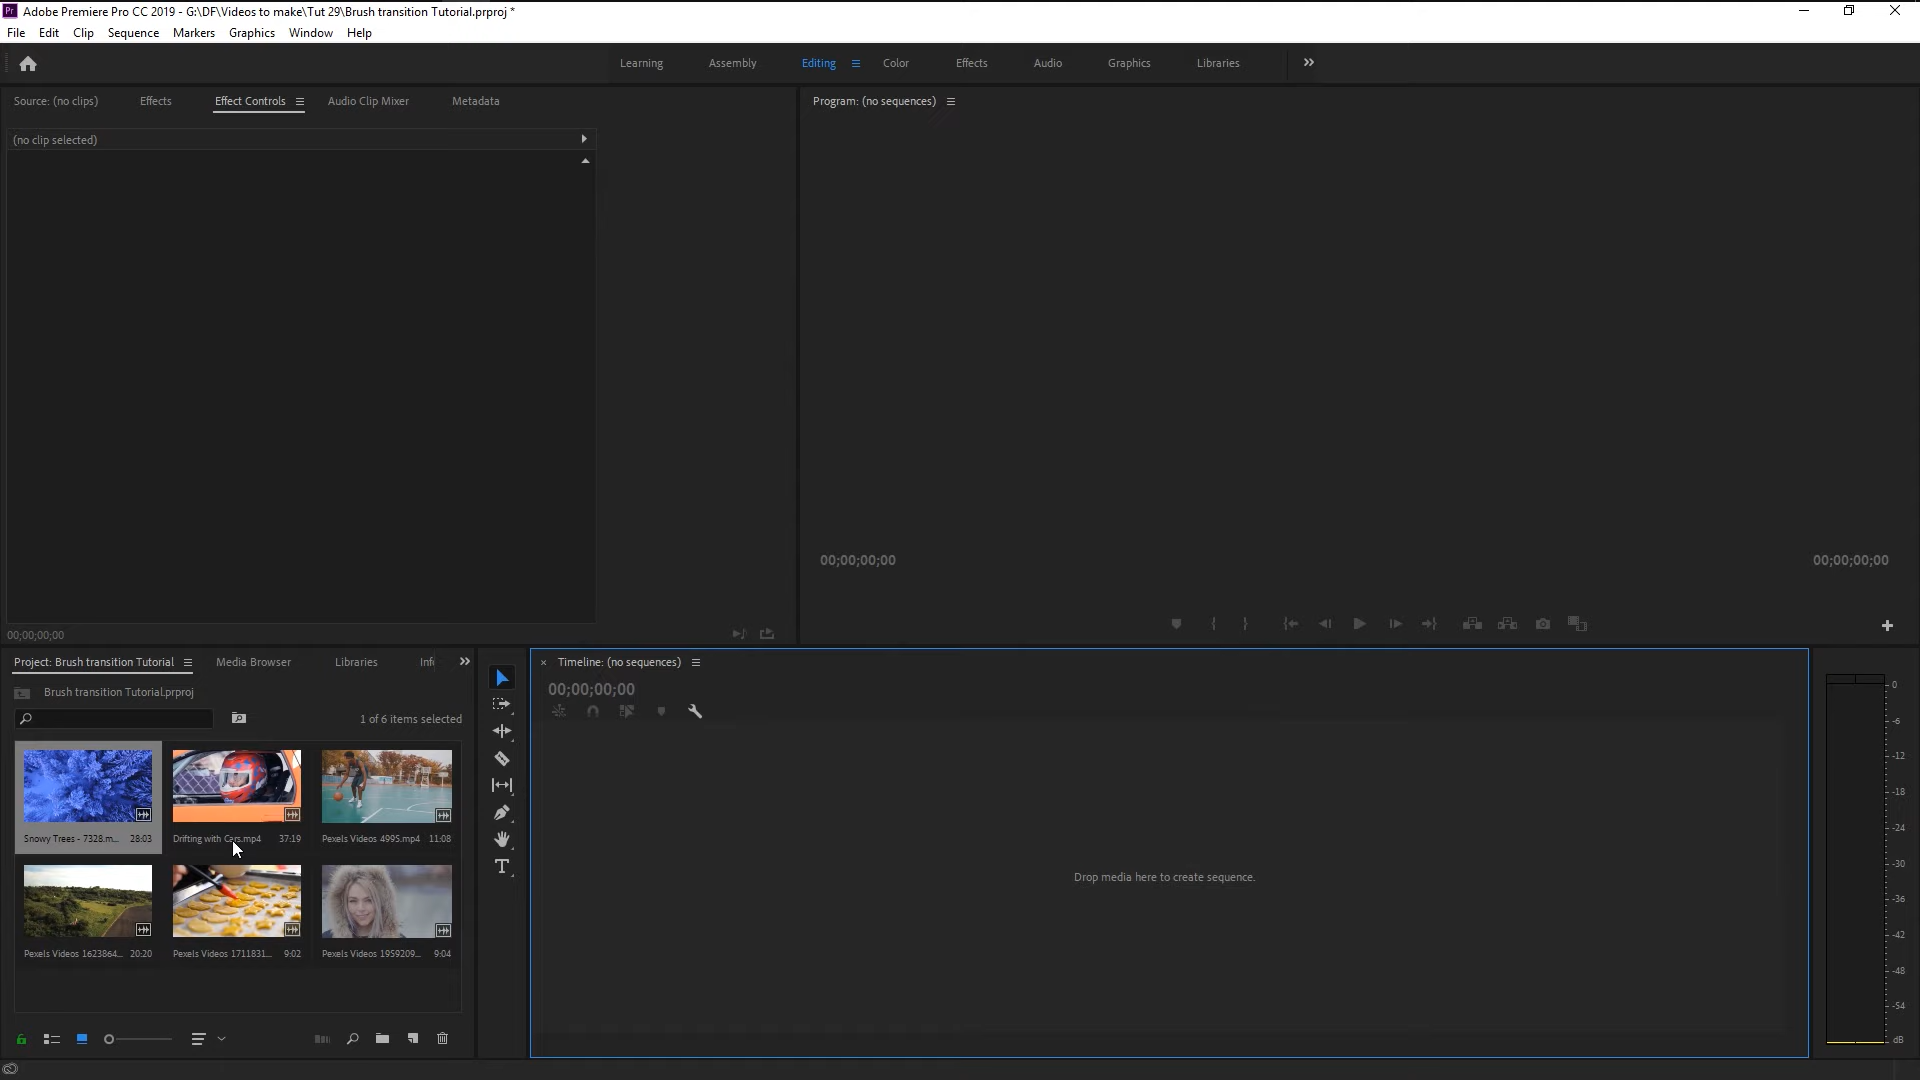 Pr Adobe Premiere Pro CC 2019 - G:\DF\Videos to make\Tut 29\Brush transition Tutorial.prproj *
File Edit Clip Sequence Markers Graphics Window Help
Learning Assembly Editing Color Effects Audio Graphics Libraries
Source: (no clips) Effects Effect Controls Audio Clip Mixer Metadata
Program: (no sequences)
(no clip selected)
00;00;00;00 00;00;00;00
00;00;00;00
Project: Brush transition Tutorial Media Browser Libraries Inf
Timeline: (no sequences)
Brush transition Tutorial.prproj
00;00;00;00
1 of 6 items selected
Snowy Trees - 7328.m... 28:03
Drifting with Cars.mp4 37:19
Pexels Videos 4995.mp4 11:08
Drop media here to create sequence.
Pexels Videos 1623864... 20:20
Pexels Videos 1711831... 9:02
Pexels Videos 1959209... 9:04
0
-6
-12
-18
-24
-30
-36
-42
-48
-54
dB